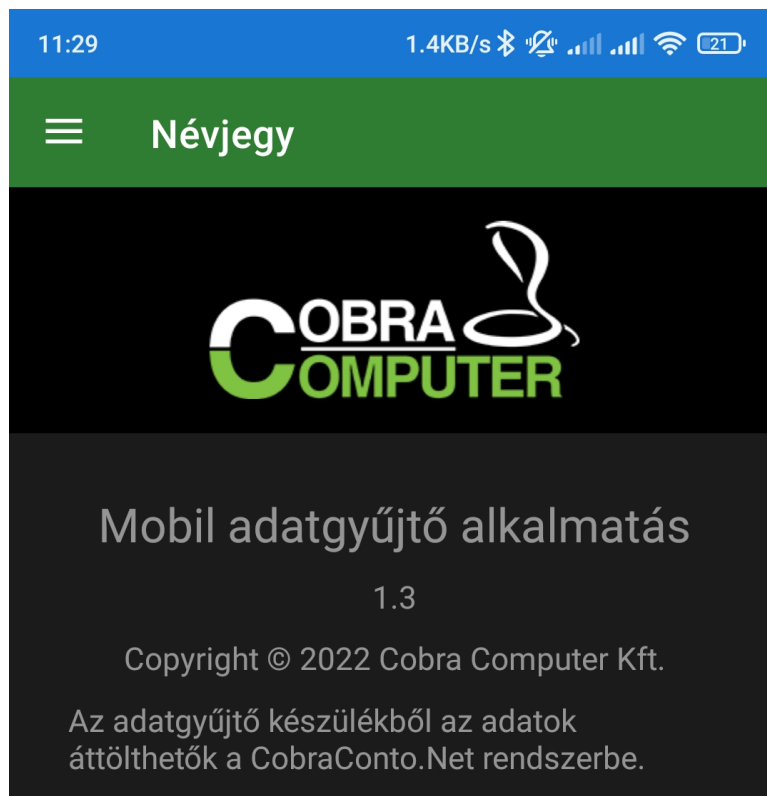 11:29 1.4KB/s 21
Névjegy
COBRA
COMPUTER
Mobil adatgyűjtő alkalmatás
1.3
Copyright © 2022 Cobra Computer Kft.
Az adatgyűjtő készülékből az adatok
áttölthetők a CobraConto.Net rendszerbe.